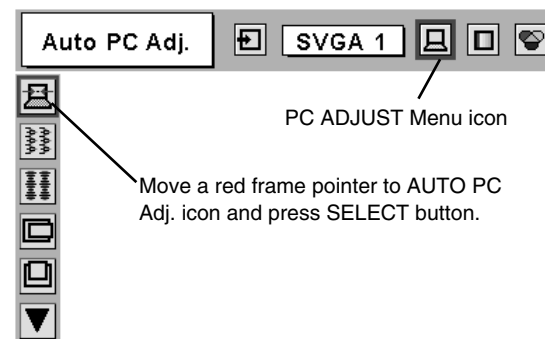 Auto PC Adj.
SVGA 1
PC ADJUST Menu icon
Move a red frame pointer to AUTO PC
Adj. icon and press SELECT button.